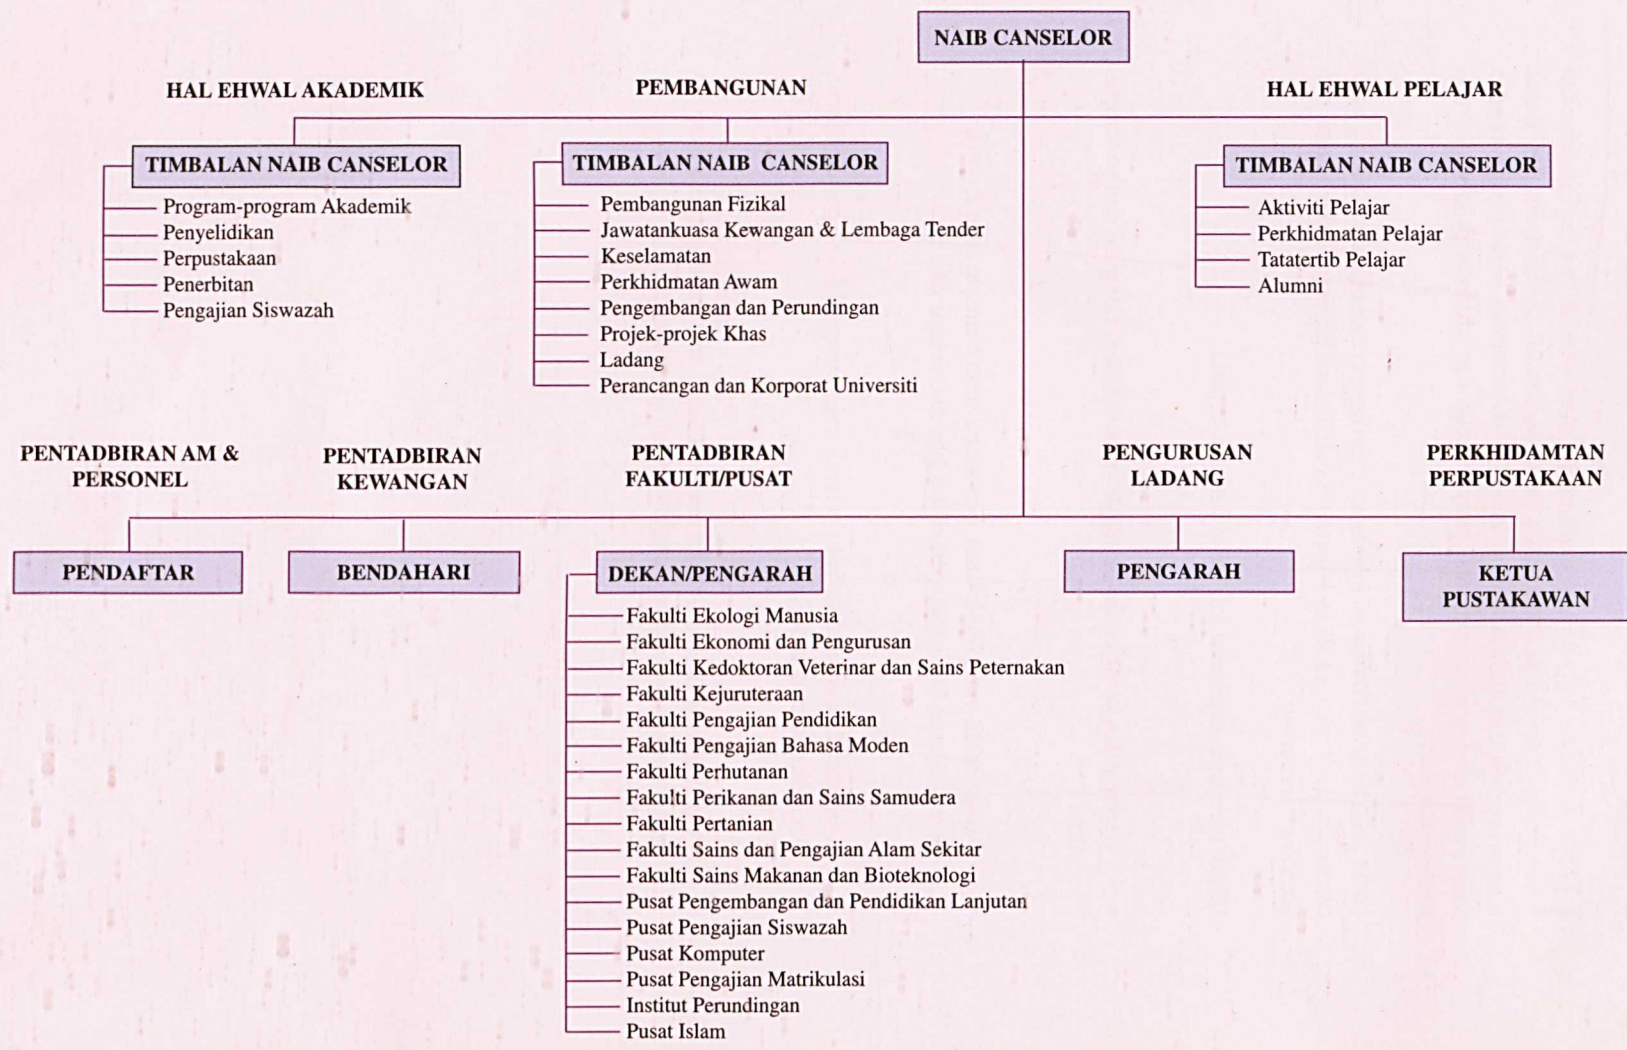 NAIB CANSELOR
HAL EHWAL AKADEMIK
TIMBALAN NAIB CANSELOR
Program-program Akademik
Penyelidikan
Perpustakaan
Penerbitan
Pengajian Siswazah
PEMBANGUNAN
TIMBALAN NAIB CANSELOR
Pembangunan Fizikal
Jawatankuasa Kewangan & Lembaga Tender
Keselamatan
Perkhidmatan Awam
Pengembangan dan Perundingan
Projek-projek Khas
Ladang
Perancangan dan Korporat Universiti
HAL EHWAL PELAJAR
TIMBALAN NAIB CANSELOR
Aktiviti Pelajar
Perkhidmatan Pelajar
Tatatertib Pelajar
Alumni
PENTADBIRAN AM &
PERSONEL
PENDAFTAR
PENTADBIRAN
KEWANGAN
BENDAHARI
PENTADBIRAN
FAKULTI/PUSAT
DEKAN/PENGARAH
Fakulti Ekologi Manusia
Fakulti Ekonomi dan Pengurusan
Fakulti Kedoktoran Veterinar dan Sains Peternakan
Fakulti Kejuruteraan
Fakulti Pengajian Pendidikan
Fakulti Pengajian Bahasa Moden
Fakulti Perhutanan
Fakulti Perikanan dan Sains Samudera
Fakulti Pertanian
Fakulti Sains dan Pengajian Alam Sekitar
Fakulti Sains Makanan dan Bioteknologi
Pusat Pengembangan dan Pendidikan Lanjutan
Pusat Pengajian Siswazah
Pusat Komputer
Pusat Pengajian Matrikulasi
Institut Perundingan
Pusat Islam
PENGURUSAN
LADANG
PENGARAH
PERKHIDAMTAN
PERPUSTAKAAN
KETUA
PUSTAKAWAN